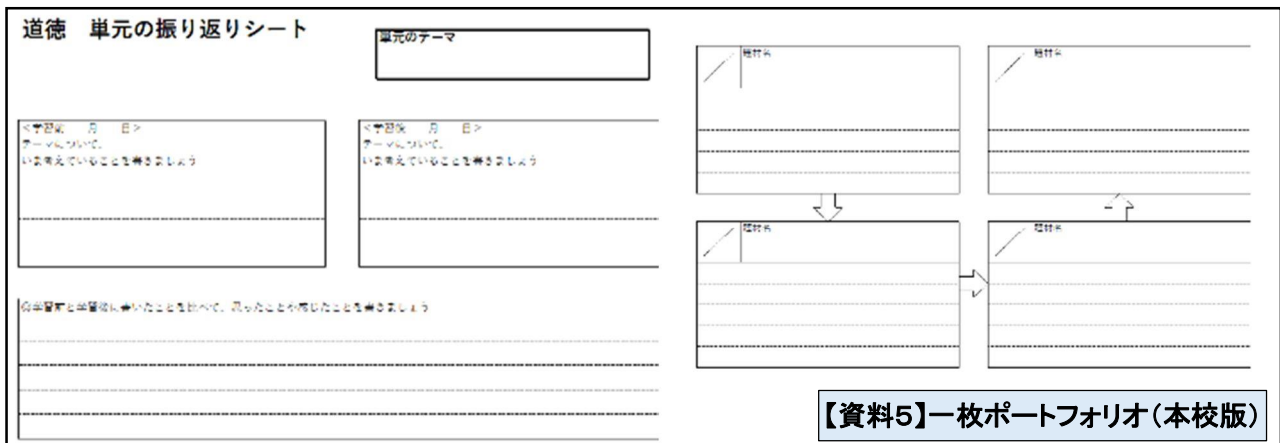 道徳　単元の振り返りシート
単元のテーマ
<学習前　　月　　日>
テーマについて、
いま考えていることを書きましょう
<学習後　　月　　日>
テーマについて、
いま考えていることを書きましょう
◎学習前と学習後に書いたことを比べて、思ったことや感じたことを書きましょう
題材名
題材名
題材名
題材名
【資料５】一枚ポートフォリオ（本校版）